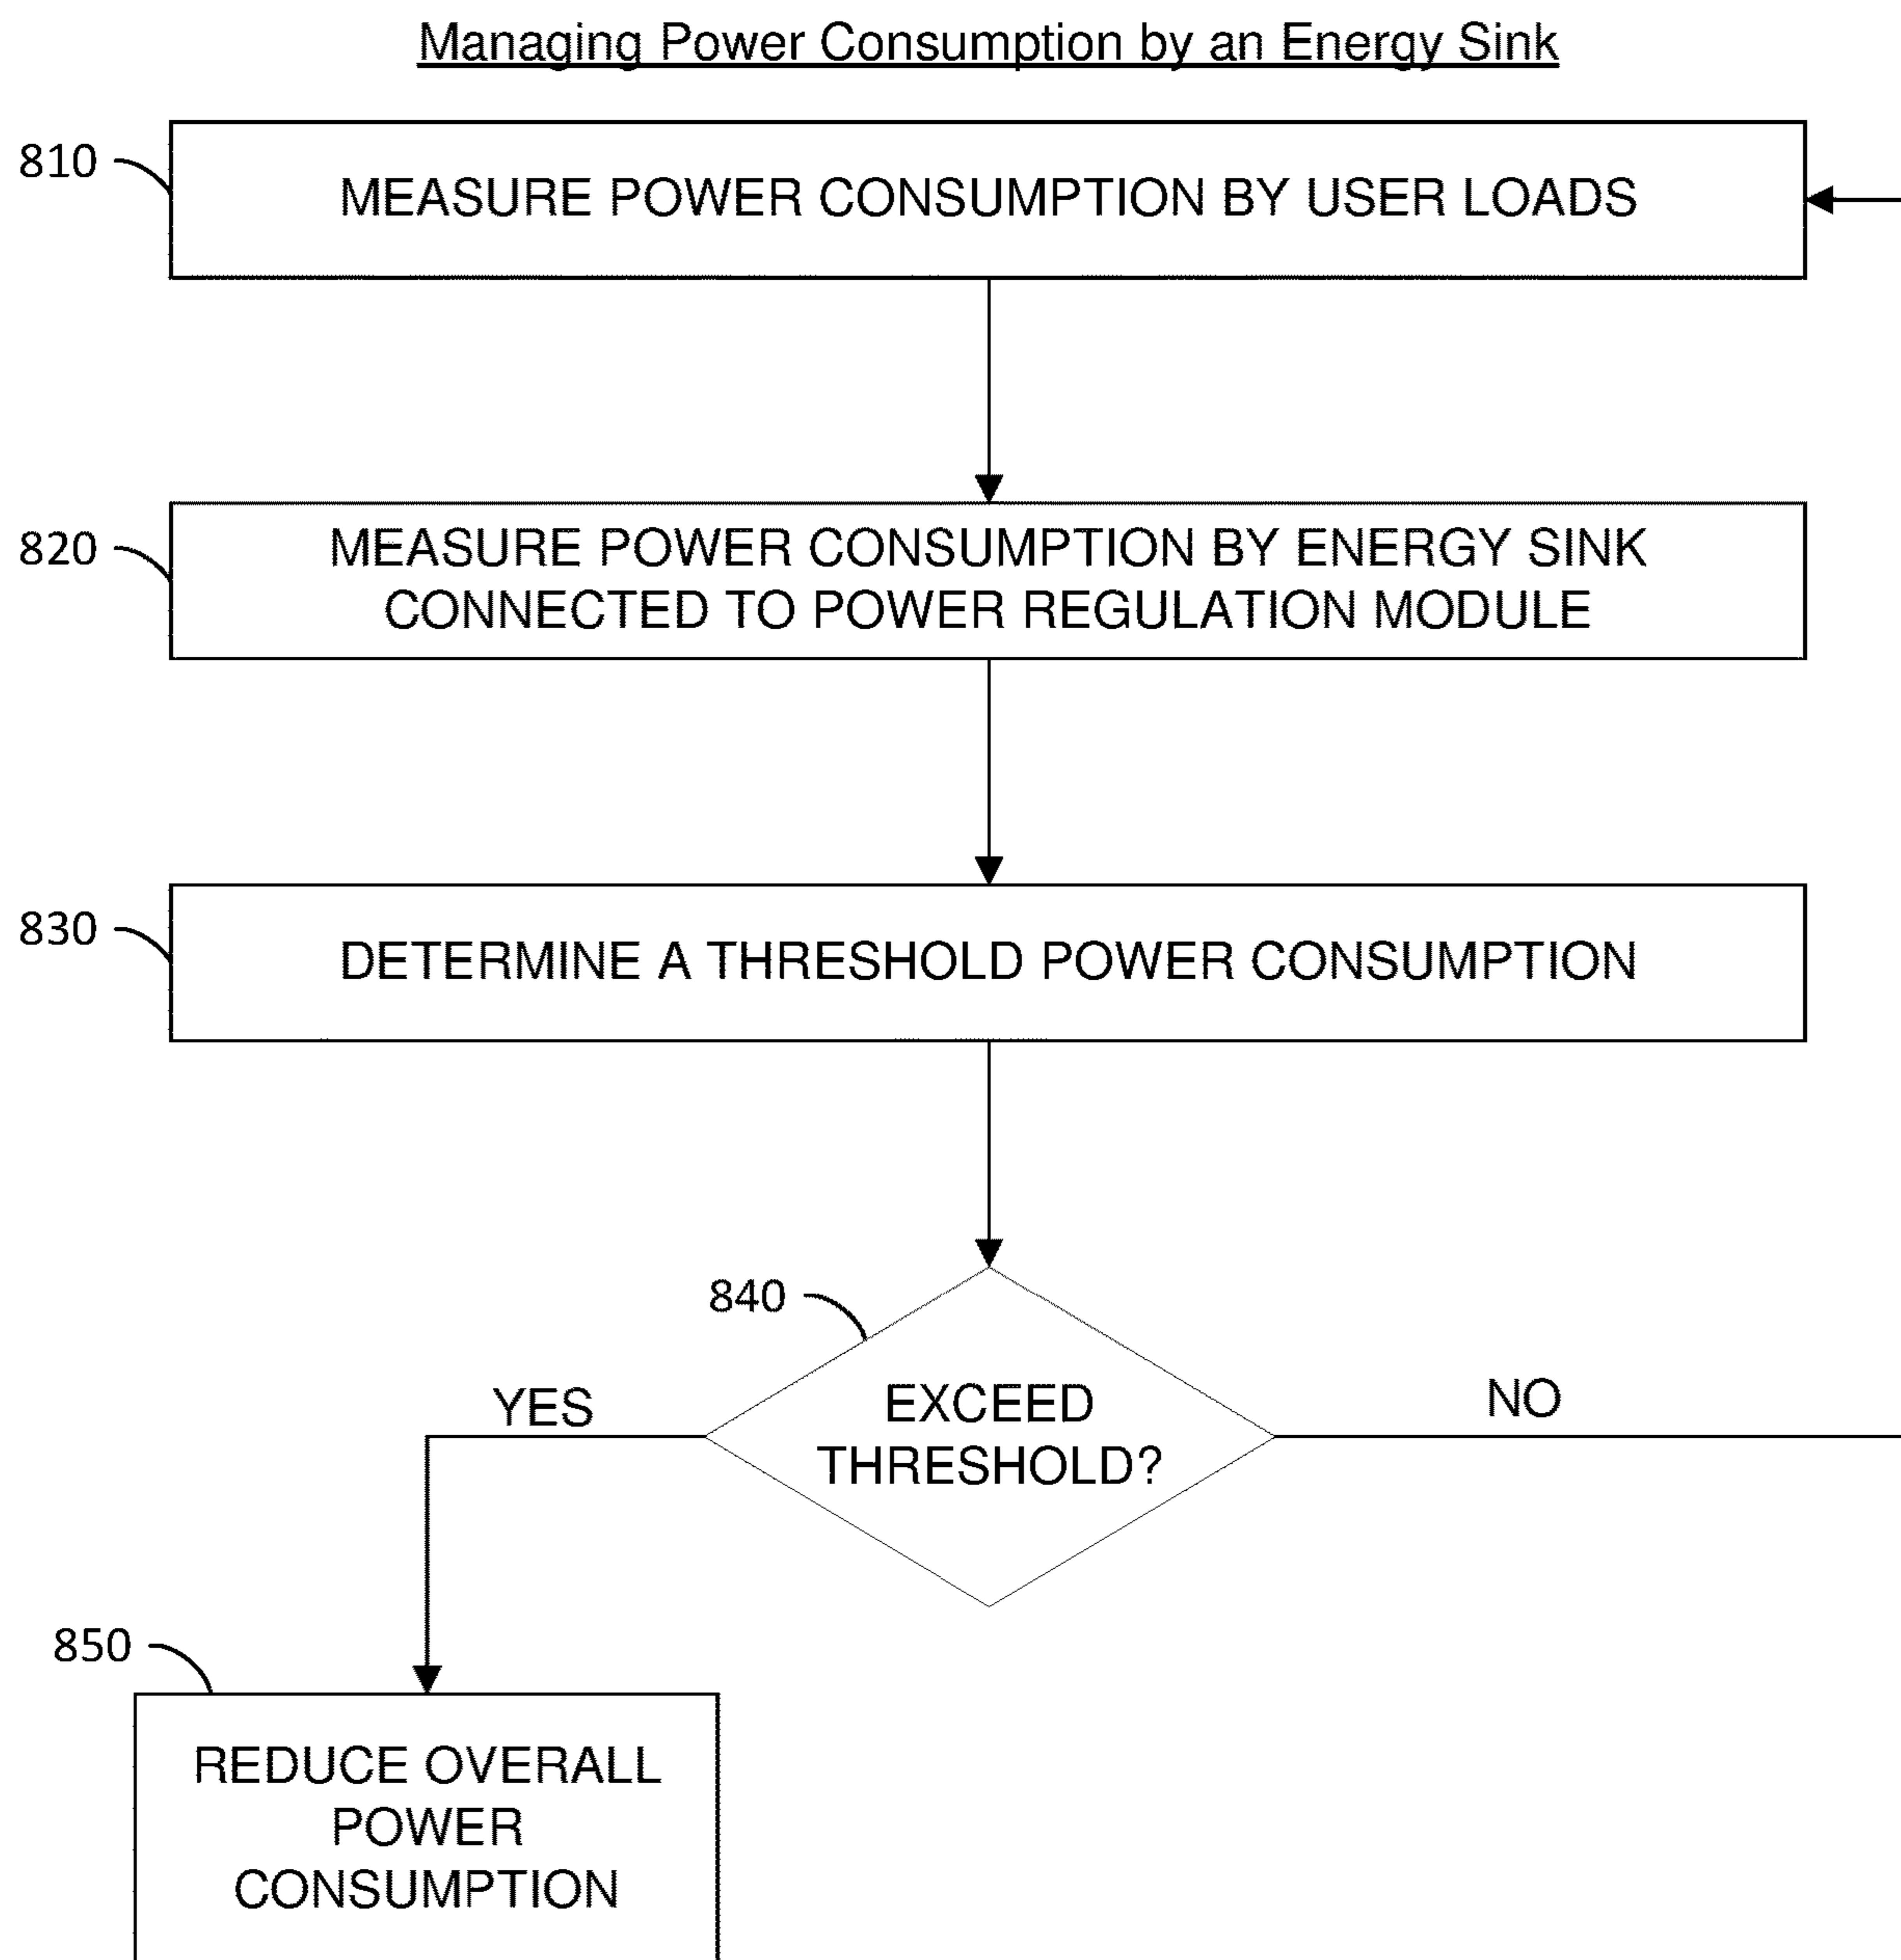 Managing Power Consumption by an Energy Sink
810
MEASURE POWER CONSUMPTION BY USER LOADS
820
MEASURE POWER CONSUMPTION BY ENERGY SINK
CONNECTED TO POWER REGULATION MODULE
830
DETERMINE A THRESHOLD POWER CONSUMPTION
840
EXCEED
THRESHOLD?
YES
NO
850
REDUCE OVERALL
POWER
CONSUMPTION